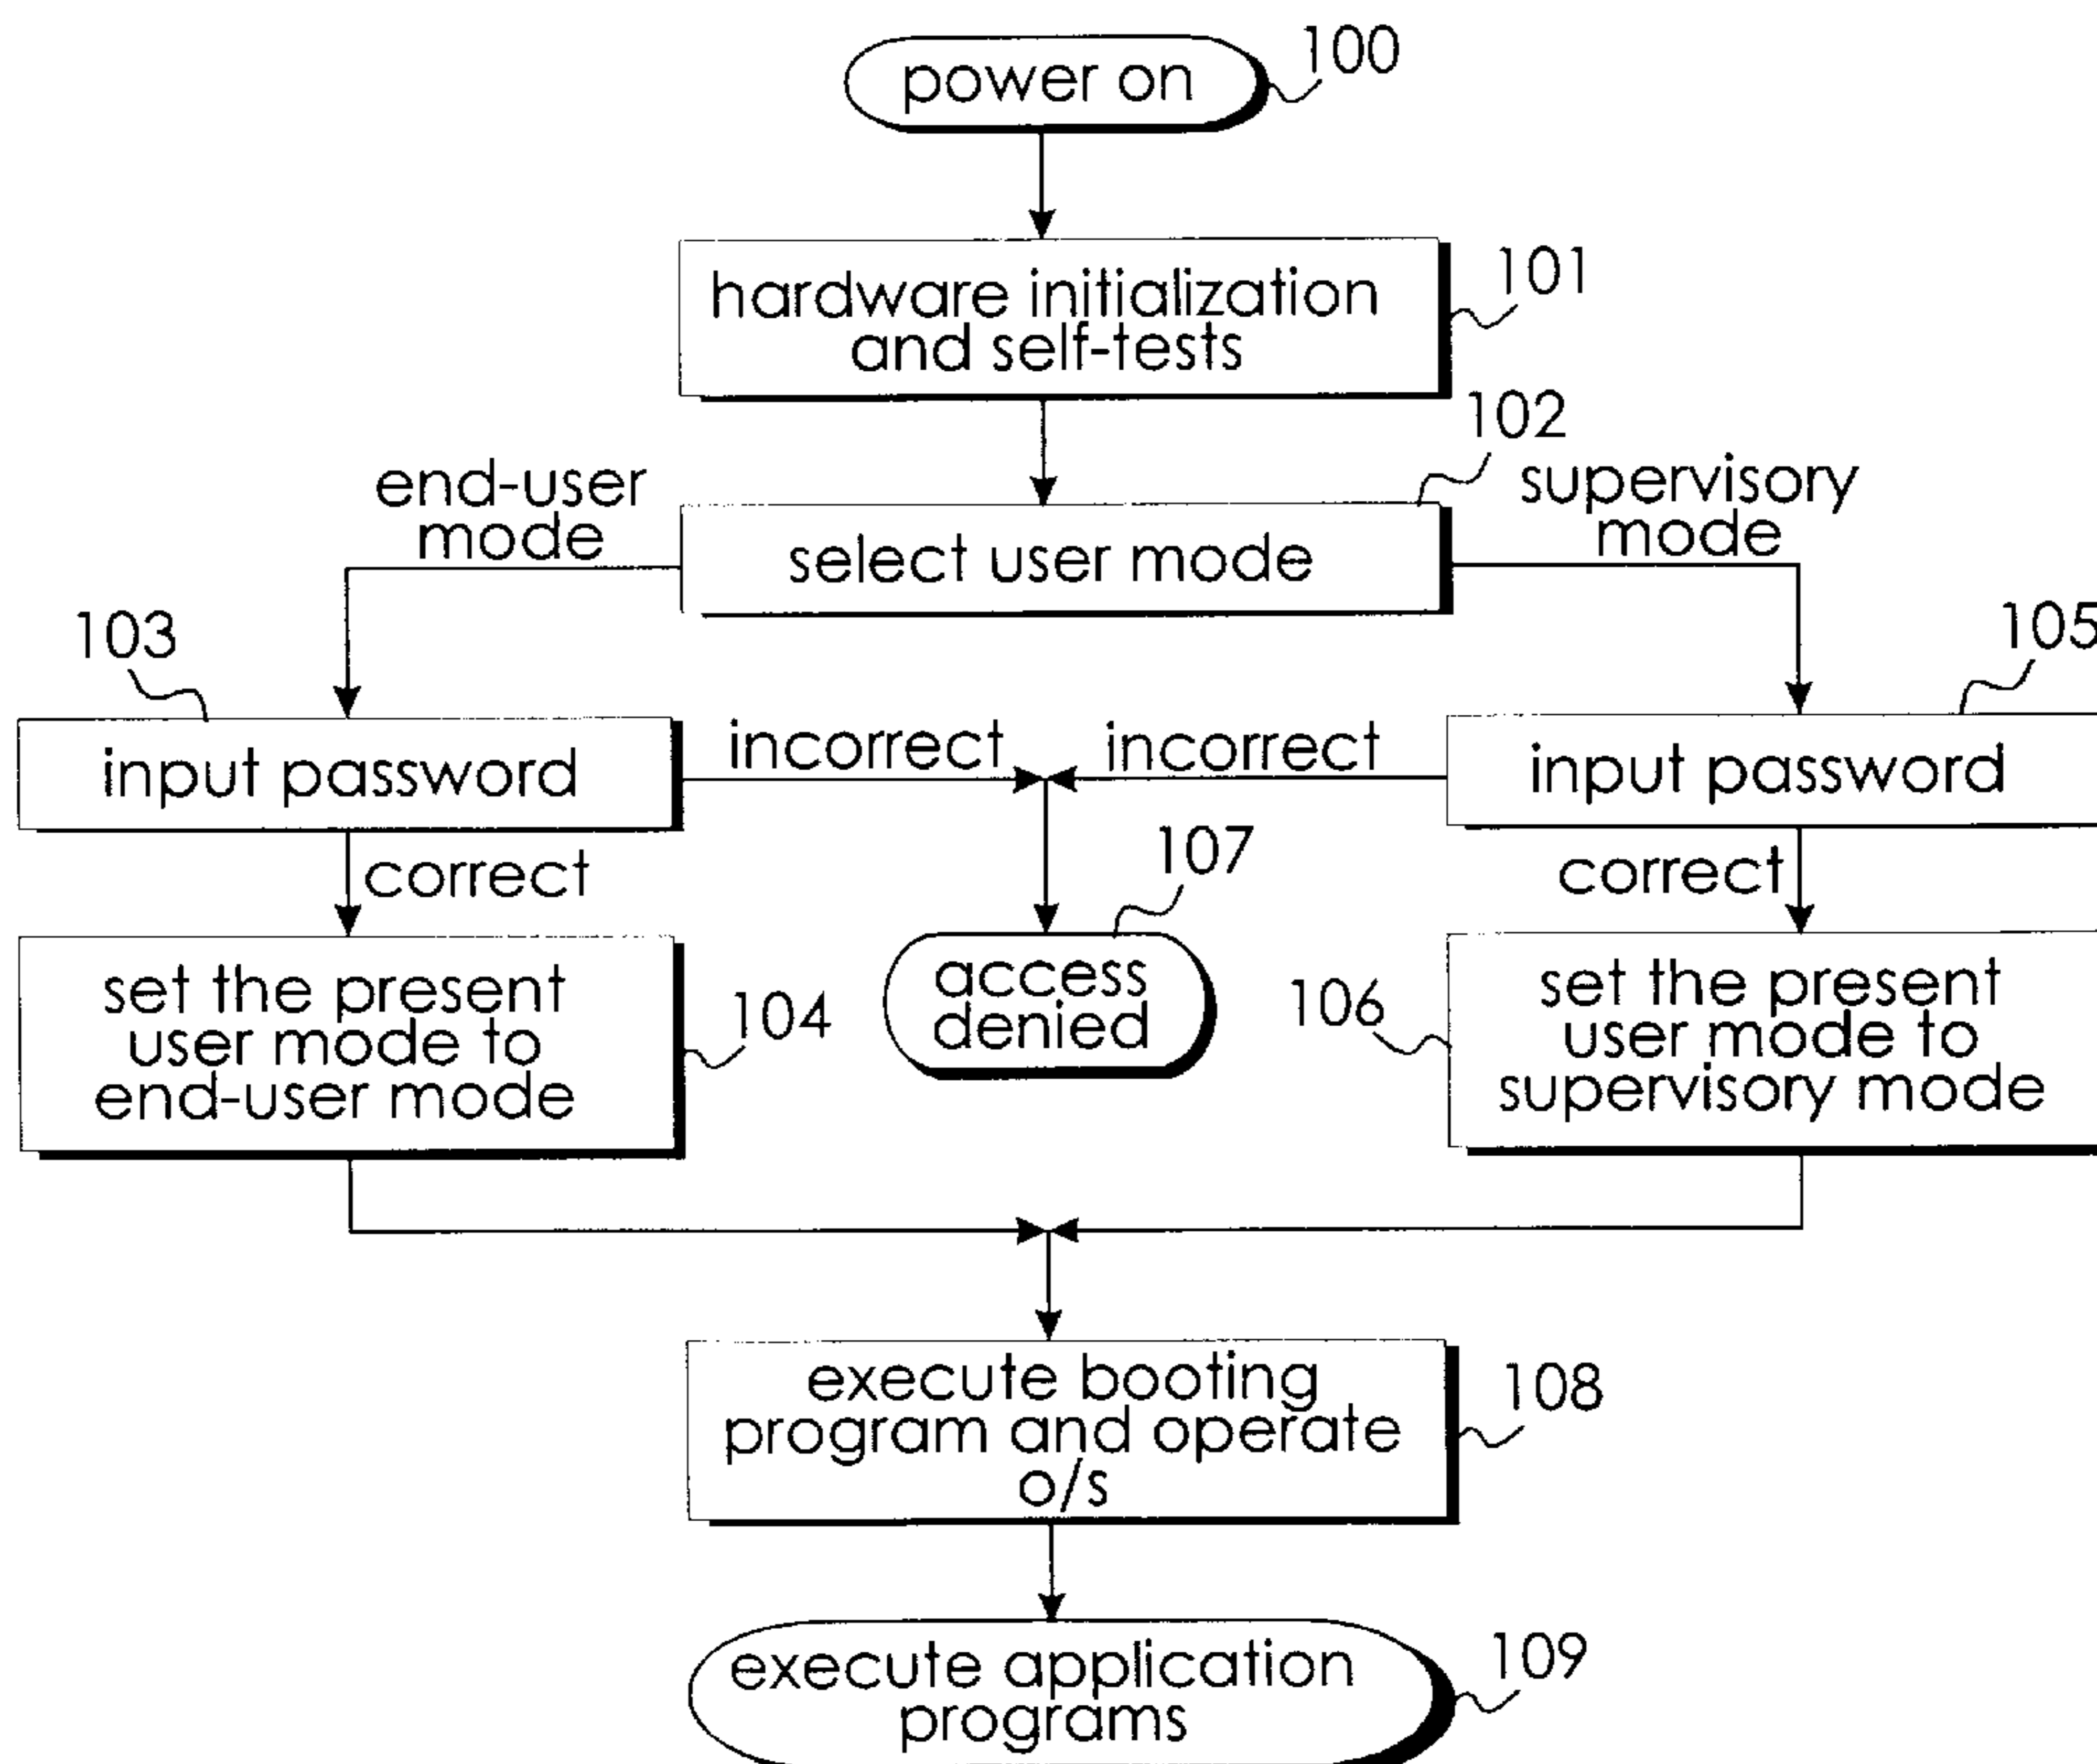 power on
100
hardware initialization
and self-tests
101
102
end-user
mode
supervisory
mode
select user mode
103
105
input password
incorrect
incorrect
input password
correct
107
correct
set the present
user mode to
end-user mode
104
access
denied
106
set the present
user mode to
supervisory mode
execute booting
program and operate
o/s
108
execute application
programs
109